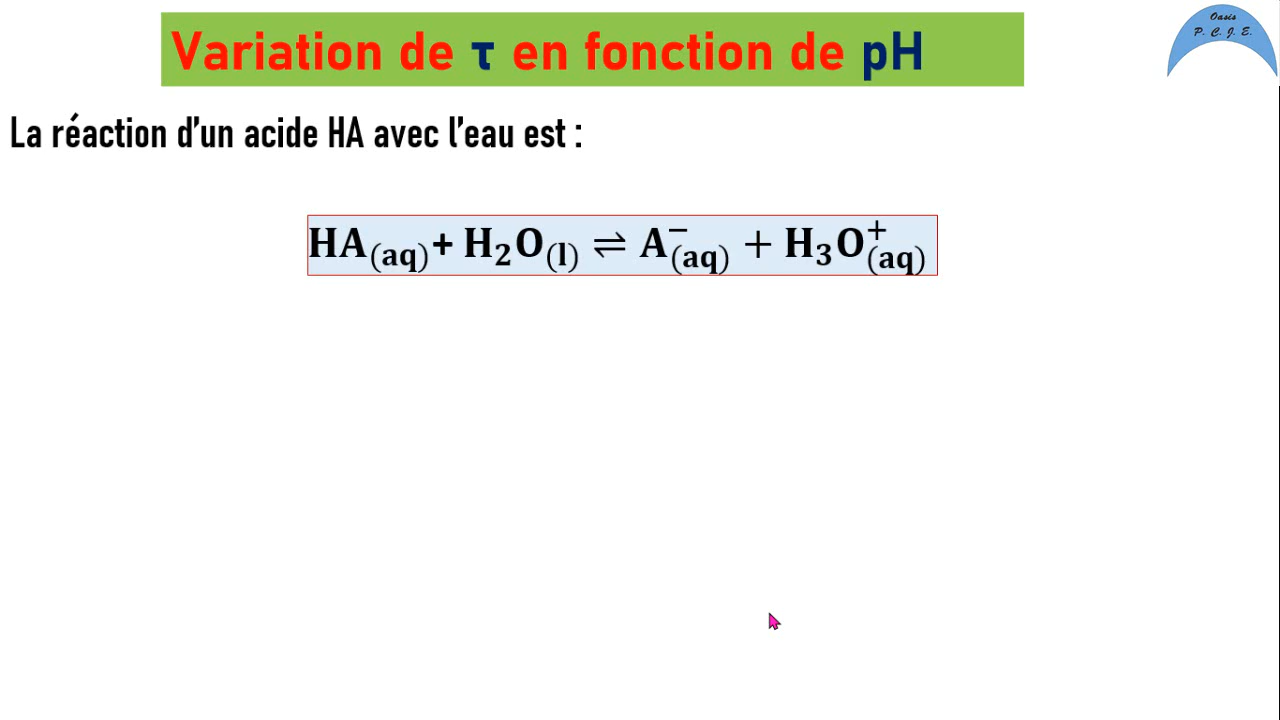 Variation de τ en fonction de pH
Oasis
P. C. J. E.
La réaction d’un acide HA avec l’eau est :
HA(aq)+ H₂O(l) ⇌ A⁻(aq) + H₃O⁺(aq)